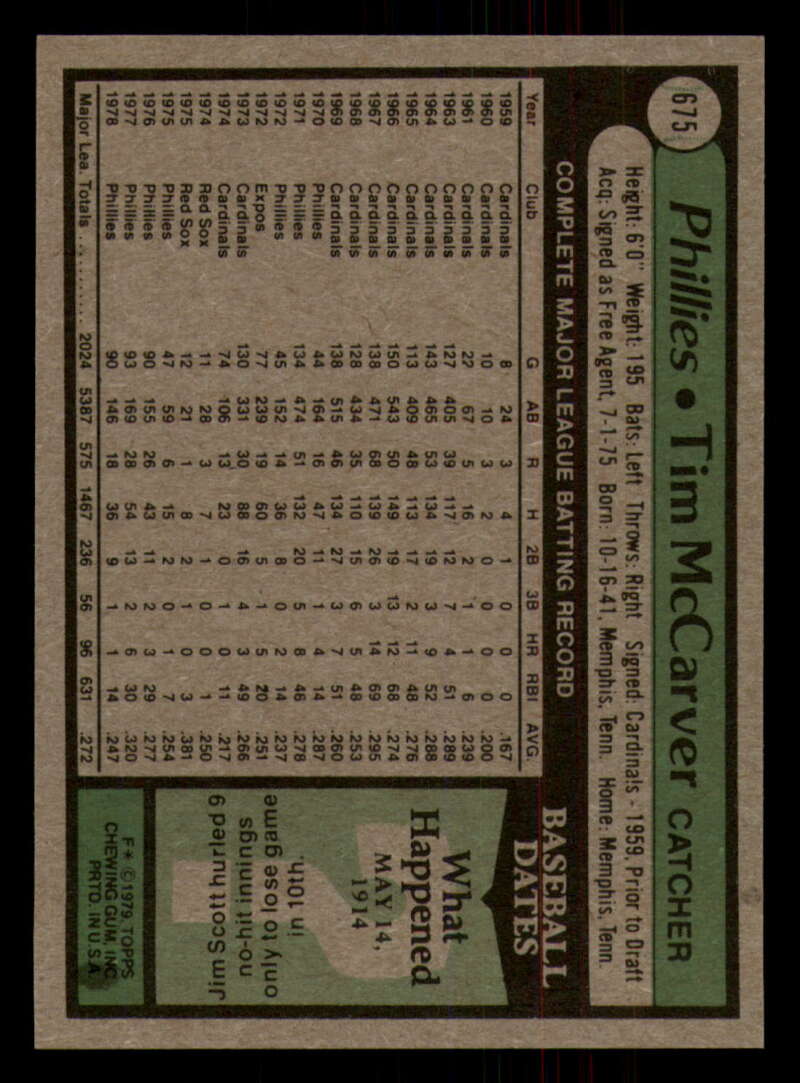 675
Phillies • Tim McCarver CATCHER
Height: 6'0" Weight: 195 Bats: Left Throws: Right Signed: Cardinals - 1959, Prior to Draft
Acq: Signed as Free Agent, 7-1-75 Born: 10-16-41, Memphis, Tenn. Home: Memphis, Tenn.
COMPLETE MAJOR LEAGUE BATTING RECORD
Year Club G AB R H 2B 3B HR RBI AVG.
1959 Cardinals 8 24 3 4 1 0 0 0 .167
1960 Cardinals 10 10 3 2 0 0 0 0 .200
1961 Cardinals 22 67 5 16 2 1 1 6 .239
1963 Cardinals 127 405 39 117 12 7 4 51 .289
1964 Cardinals 143 465 53 134 19 3 9 52 .288
1965 Cardinals 113 409 48 113 17 2 11 48 .276
1966 Cardinals 150 543 50 149 19 13 12 68 .274
1967 Cardinals 138 471 68 139 26 3 14 69 .295
1968 Cardinals 128 434 35 110 15 6 5 48 .253
1969 Cardinals 138 515 46 134 27 3 7 51 .260
1970 Phillies 44 164 16 47 11 1 4 14 .287
1971 Phillies 134 474 51 132 20 5 8 46 .278
1972 Phillies 45 152 14 36 8 0 2 14 .237
1972 Expos 77 239 19 60 5 1 5 20 .251
1973 Cardinals 130 331 30 88 16 4 3 49 .266
1974 Cardinals 74 106 13 23 0 1 0 11 .217
1974 Red Sox 11 28 3 7 1 0 0 1 .250
1975 Red Sox 12 21 1 8 2 1 0 3 .381
1975 Phillies 47 59 6 15 2 0 1 7 .254
1976 Phillies 90 155 26 43 11 2 3 29 .277
1977 Phillies 93 169 28 54 13 2 6 30 .320
1978 Phillies 90 146 18 36 9 1 1 14 .247
Major Lea. Totals .......... 2024 5387 575 1467 236 56 96 631 .272
BASEBALL
DATES
What
Happened
MAY 14,
1914
Jim Scott hurled 9
no-hit innings
only to lose game
in 10th.
F* © 1979, TOPPS
CHEWING GUM, INC.
PRTD. IN U.S.A.